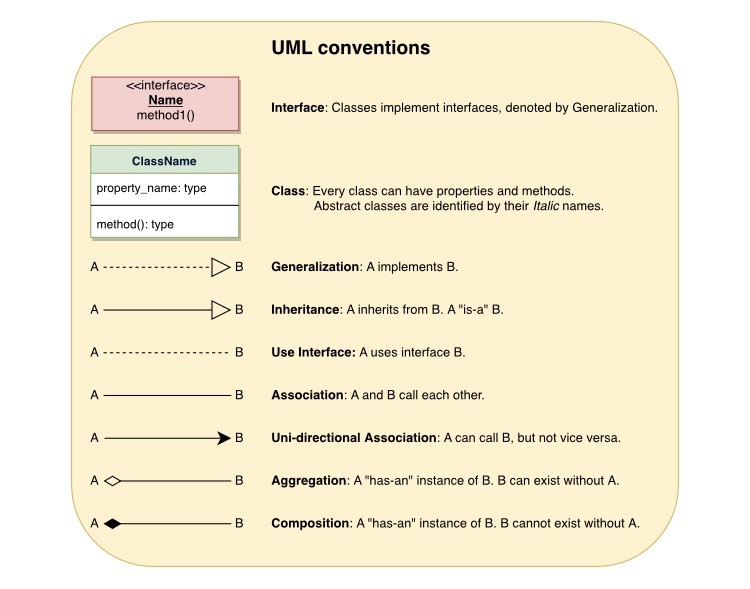 UML conventions
<<interface>>
Name
method1()
Interface: Classes implement interfaces, denoted by Generalization.
ClassName
property_name: type
method(): type
Class: Every class can have properties and methods.
Abstract classes are identified by their Italic names.
A B Generalization: A implements B.
A B Inheritance: A inherits from B. A "is-a" B.
A B Use Interface: A uses interface B.
A B Association: A and B call each other.
A B Uni-directional Association: A can call B, but not vice versa.
A B Aggregation: A "has-an" instance of B. B can exist without A.
A B Composition: A "has-an" instance of B. B cannot exist without A.